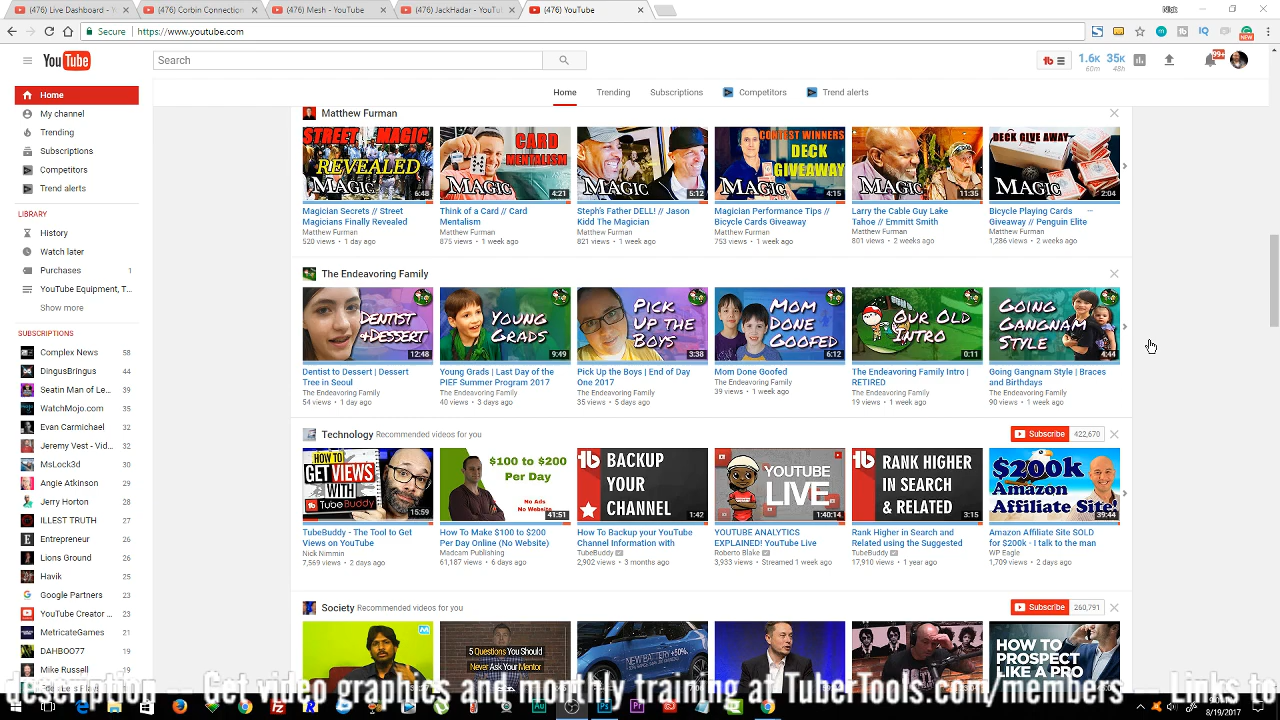 (476) Live Dashboard - Y
(476) Corbin Connection
(476) Mesh - YouTube
(476) JackHadar - YouTu
(476) YouTube
Nick
Secure
https://www.youtube.com
YouTube
Search
1.6K
60m
35K
48h
99+
NEW
Home
Trending
Subscriptions
Competitors
Trend alerts
Home
My channel
Trending
Subscriptions
Competitors
Trend alerts
LIBRARY
History
Watch later
Purchases 1
YouTube Equipment, T...
Show more
SUBSCRIPTIONS
Complex News 58
DingusBringus 44
Seatin Man of Le... 39
WatchMojo.com 35
Evan Carmichael 32
Jeremy Vest - Vid... 32
MsLock3d 30
Angie Atkinson 29
Jerry Horton 28
ILLEST TRUTH 27
Entrepreneur 26
Lions Ground 26
Havik 25
Google Partners 23
YouTube Creator ... 23
MetricateGames 21
DAHBOO77 19
Mike Russell 19
Matthew Furman
STREET MAGIC
REVEALED
MAGIC
6:48
CARD
MENTALISM
MAGIC
4:21
MAGIC
5:12
CONTEST WINNERS
DECK
GIVEAWAY
MAGIC
4:15
MAGIC
11:35
DECK GIVE AWAY
MAGIC
2:04
Magician Secrets // Street
Magicians Finally Revealed
Matthew Furman
520 views • 1 day ago
Think of a Card // Card
Mentalism
Matthew Furman
875 views • 1 week ago
Steph's Father DELL! // Jason
Kidd The Magician
Matthew Furman
821 views • 1 week ago
Magician Performance Tips //
Bicycle Cards Giveaway
Matthew Furman
753 views • 1 week ago
Larry the Cable Guy Lake
Tahoe // Emmitt Smith
Matthew Furman
801 views • 2 weeks ago
Bicycle Playing Cards
Giveaway // Penguin Elite
Matthew Furman
1,286 views • 2 weeks ago
The Endeavoring Family
DENTIST
to
DESSERT
12:48
YOUNG
GRADS
9:49
PICK
UP THE
BOYS
3:38
MOM
DONE
GOOFED
6:12
OUR OLD
INTRO
0:11
GOING
GANGNAM
STYLE
4:44
Dentist to Dessert | Dessert
Tree in Seoul
The Endeavoring Family
54 views • 1 day ago
Young Grads | Last Day of the
PIEF Summer Program 2017
The Endeavoring Family
40 views • 3 days ago
Pick Up the Boys | End of Day
One 2017
The Endeavoring Family
35 views • 5 days ago
Mom Done Goofed
The Endeavoring Family
39 views • 1 week ago
The Endeavoring Family Intro |
RETIRED
The Endeavoring Family
19 views • 1 week ago
Going Gangnam Style | Braces
and Birthdays
The Endeavoring Family
90 views • 1 week ago
Technology Recommended videos for you
Subscribe 422,670
HOW TO
GET VIEWS
WITH
TubeBuddy
15:59
$100 to $200
Per Day
No Ads
No Website
41:51
BACKUP
YOUR
CHANNEL
1:42
YOUTUBE
LIVE
1:40:14
RANK HIGHER
IN SEARCH
& RELATED
3:15
$200k
Amazon
Affiliate Site
39:44
TubeBuddy - The Tool to Get
Views on YouTube
Nick Nimmin
7,569 views • 2 days ago
How To Make $100 to $200
Per Day Online (No Website)
Madcam Publishing
61,187 views • 6 days ago
How To Backup your YouTube
Channel Information with
TubeBuddy
2,902 views • 3 months ago
YOUTUBE ANALYTICS
EXPLAINED! YouTube Live
Roberto Blake
3,933 views • Streamed 1 week ago
Rank Higher in Search and
Related using the Suggested
TubeBuddy
17,910 views • 1 year ago
Amazon Affiliate Site SOLD
for $200k - I talk to the man
WP Eagle
1,709 views • 2 days ago
Society Recommended videos for you
Subscribe 260,791
5 Questions You Should
Never Ask Your Mentor
HOW TO
PROSPECT
LIKE A PRO
description -- Get video graphics and monthly training at TuberTools.com/members -- Links to
8/19/2017